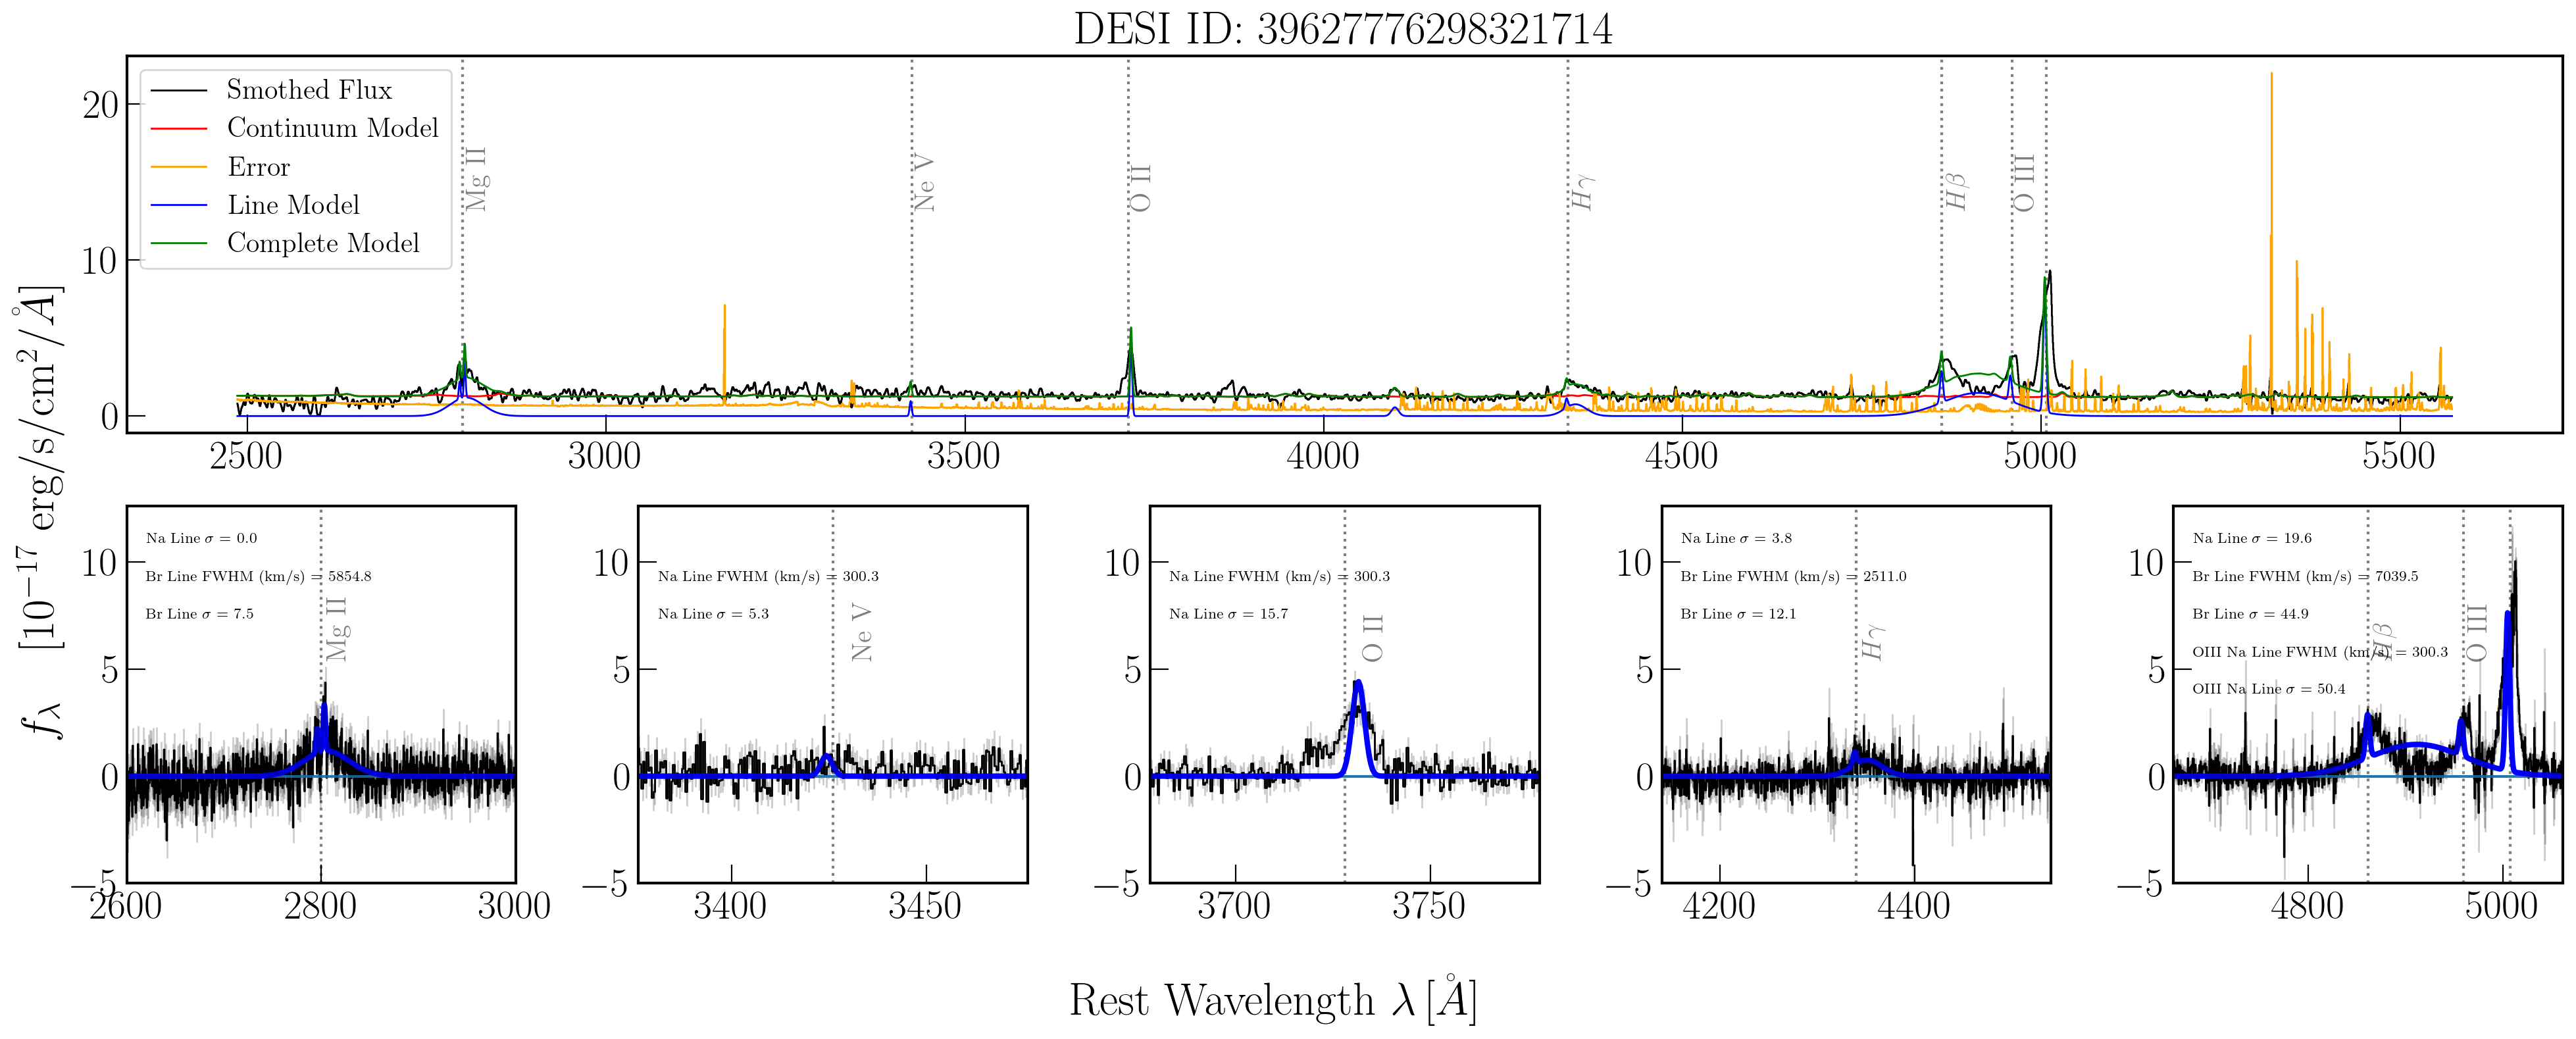 DESI ID: 39627776298321714
Smothed Flux
Continuum Model
Error
Line Model
Complete Model
Mg II
Ne V
O II
Hγ
Hβ
O III
20
10
0
2500 3000 3500 4000 4500 5000 5500
f_λ [10^{-17} erg/s/cm^2/Å]
Na Line σ = 0.0
Br Line FWHM (km/s) = 5854.8
Br Line σ = 7.5
Mg II
10
5
0
−5
2600 2800 3000
Na Line FWHM (km/s) = 300.3
Na Line σ = 5.3
Ne V
10
5
0
−5
3400 3450
Na Line FWHM (km/s) = 300.3
Na Line σ = 15.7
O II
10
5
0
−5
3700 3750
Na Line σ = 3.8
Br Line FWHM (km/s) = 2511.0
Br Line σ = 12.1
Hγ
10
5
0
−5
4200 4400
Na Line σ = 19.6
Br Line FWHM (km/s) = 7039.5
Br Line σ = 44.9
OIII Na Line FWHM (km/s) = 300.3
OIII Na Line σ = 50.4
Hβ
O III
10
5
0
−5
4800 5000
Rest Wavelength λ [Å]